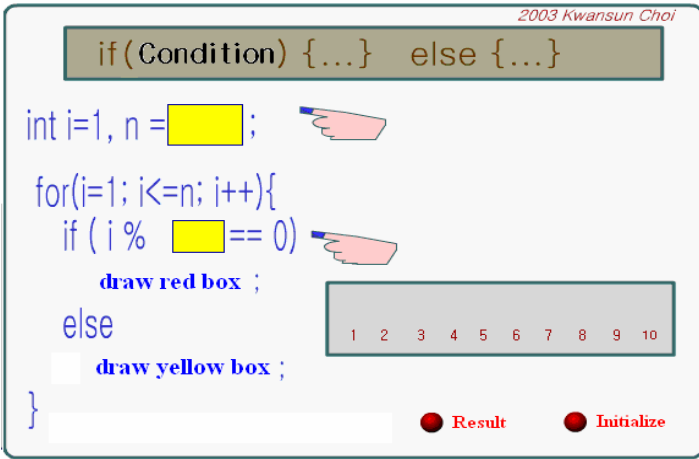 2003 Kwansun Choi
if(Condition) {...} else {...}
int i=1, n = ;
for(i=1; i<=n; i++){
if ( i % == 0)
draw red box ;
else
1 2 3 4 5 6 7 8 9 10
draw yellow box ;
}
Result Initialize